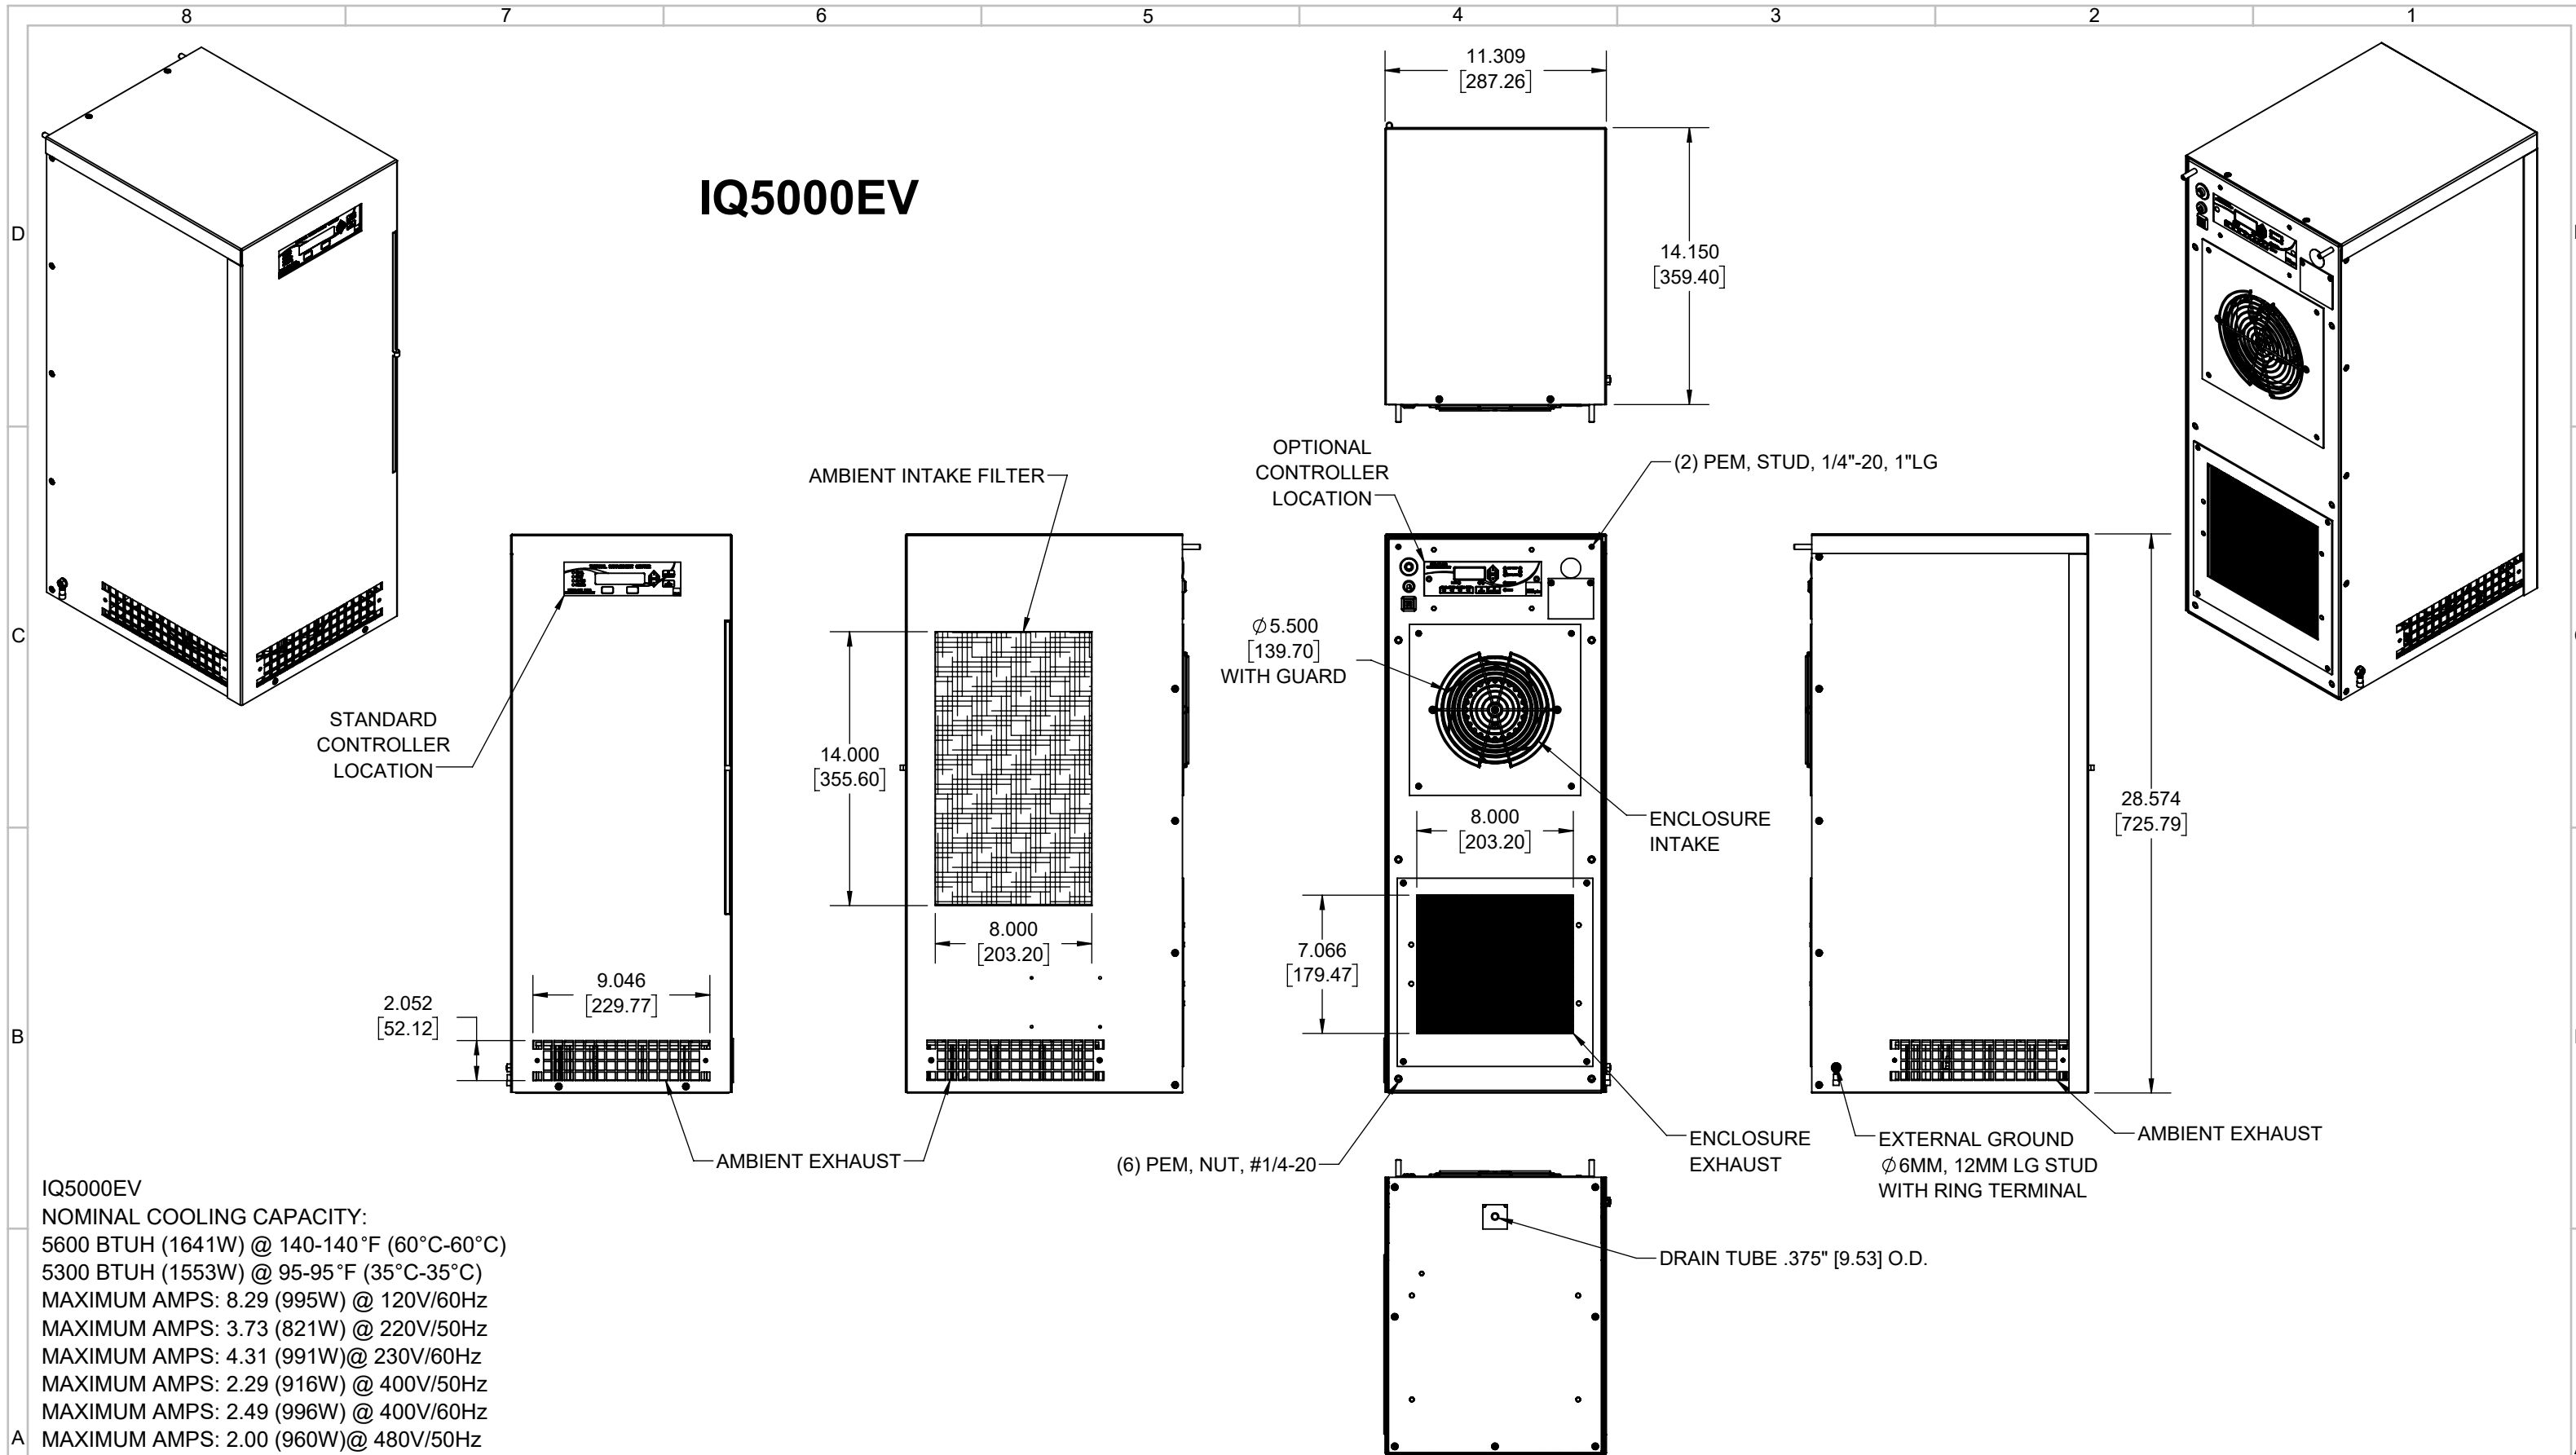 8 7 6 5 4 3 2 1
D
C
B
A
IQ5000EV
11.309
[287.26]
14.150
[359.40]
AMBIENT INTAKE FILTER
OPTIONAL
CONTROLLER
LOCATION
(2) PEM, STUD, 1/4"-20, 1"LG
STANDARD
CONTROLLER
LOCATION
14.000
[355.60]
8.000
[203.20]
∅5.500
[139.70]
WITH GUARD
ENCLOSURE
INTAKE
8.000
[203.20]
7.066
[179.47]
28.574
[725.79]
2.052
[52.12]
9.046
[229.77]
AMBIENT EXHAUST
(6) PEM, NUT, #1/4-20
ENCLOSURE
EXHAUST
EXTERNAL GROUND
∅6MM, 12MM LG STUD
WITH RING TERMINAL
AMBIENT EXHAUST
DRAIN TUBE .375" [9.53] O.D.
IQ5000EV
NOMINAL COOLING CAPACITY:
5600 BTUH (1641W) @ 140-140°F (60°C-60°C)
5300 BTUH (1553W) @ 95-95°F (35°C-35°C)
MAXIMUM AMPS: 8.29 (995W) @ 120V/60Hz
MAXIMUM AMPS: 3.73 (821W) @ 220V/50Hz
MAXIMUM AMPS: 4.31 (991W)@ 230V/60Hz
MAXIMUM AMPS: 2.29 (916W) @ 400V/50Hz
MAXIMUM AMPS: 2.49 (996W) @ 400V/60Hz
MAXIMUM AMPS: 2.00 (960W)@ 480V/50Hz